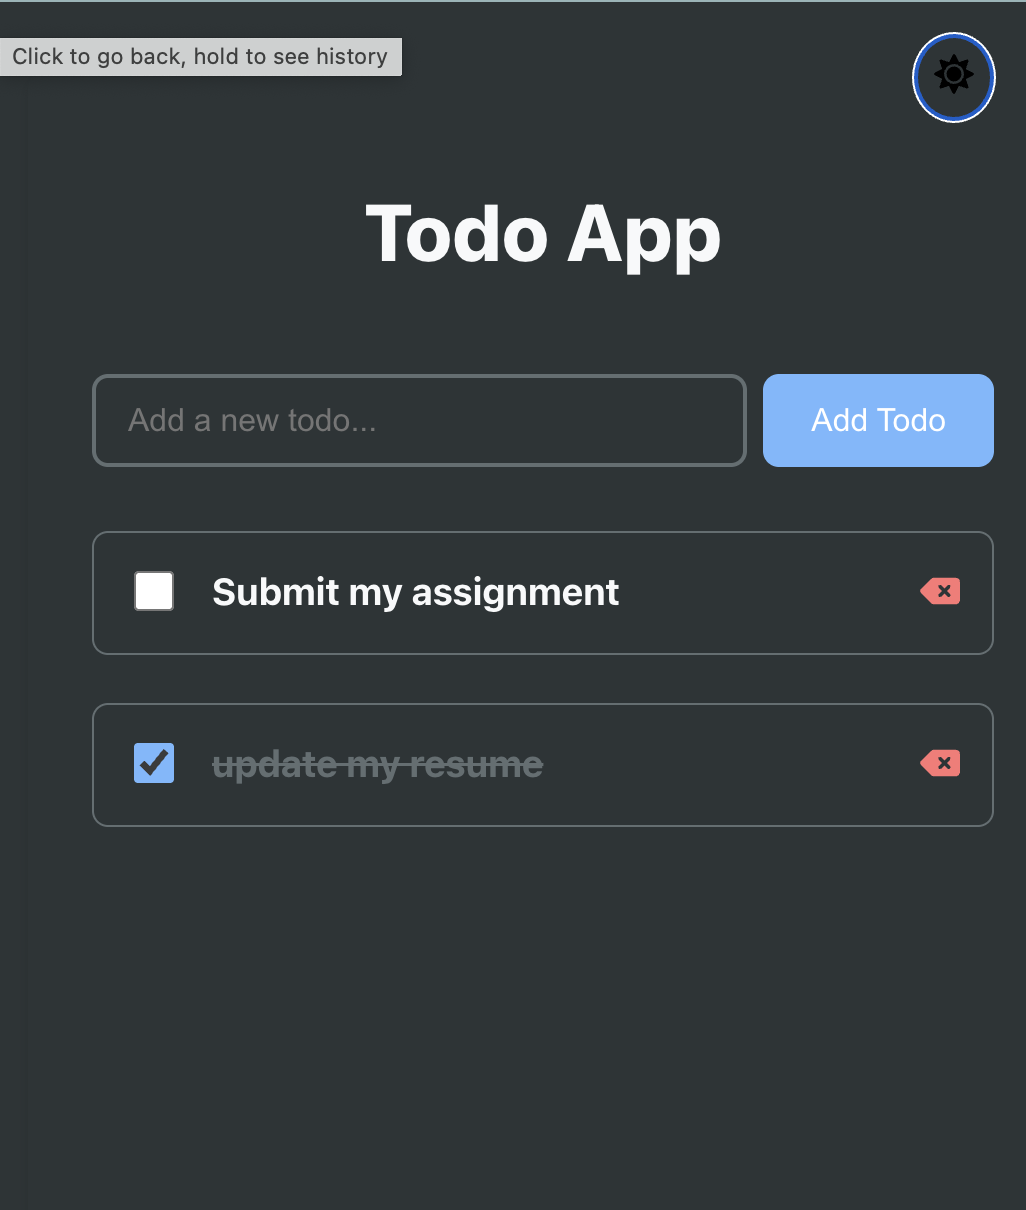 Click to go back, hold to see history
Todo App
Add a new todo...
Add Todo
Submit my assignment
update my resume